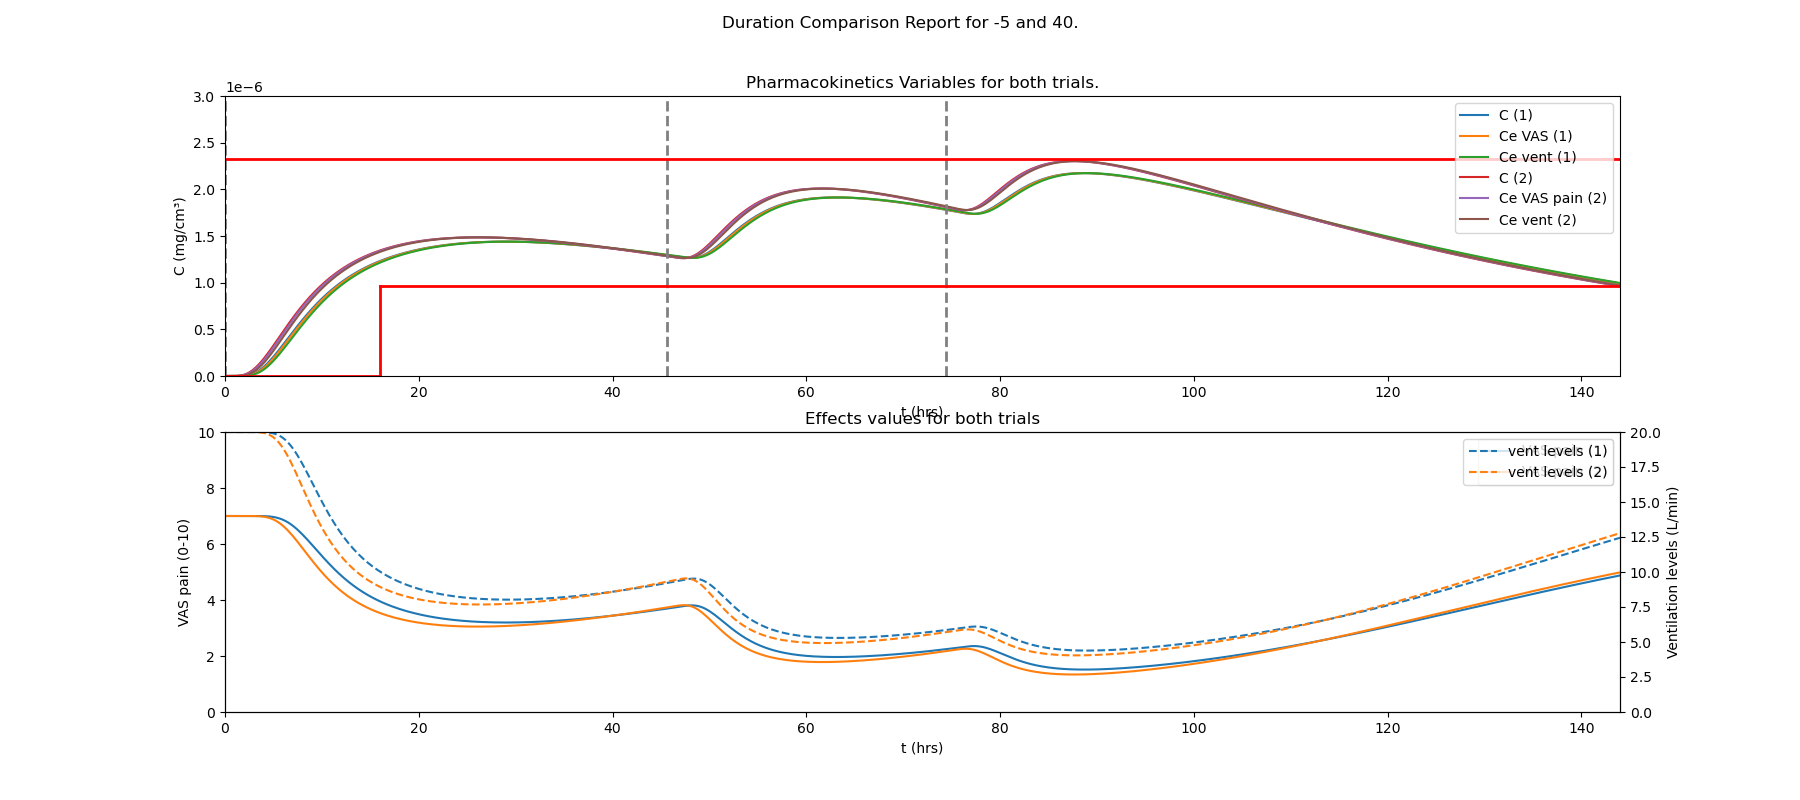 Duration Comparison Report for -5 and 40.
Pharmacokinetics Variables for both trials.
1e−6
3.0
2.5
2.0
1.5
1.0
0.5
0.0
C (mg/cm³)
C (1)
Ce VAS (1)
Ce vent (1)
C (2)
Ce VAS pain (2)
Ce vent (2)
0 20 40 60 80 100 120 140
t (hrs)
Effects values for both trials
10
8
6
4
2
0
VAS pain (0-10)
vent levels (1)
vent levels (2)
20.0
17.5
15.0
12.5
10.0
7.5
5.0
2.5
0.0
Ventilation levels (L/min)
0 20 40 60 80 100 120 140
t (hrs)